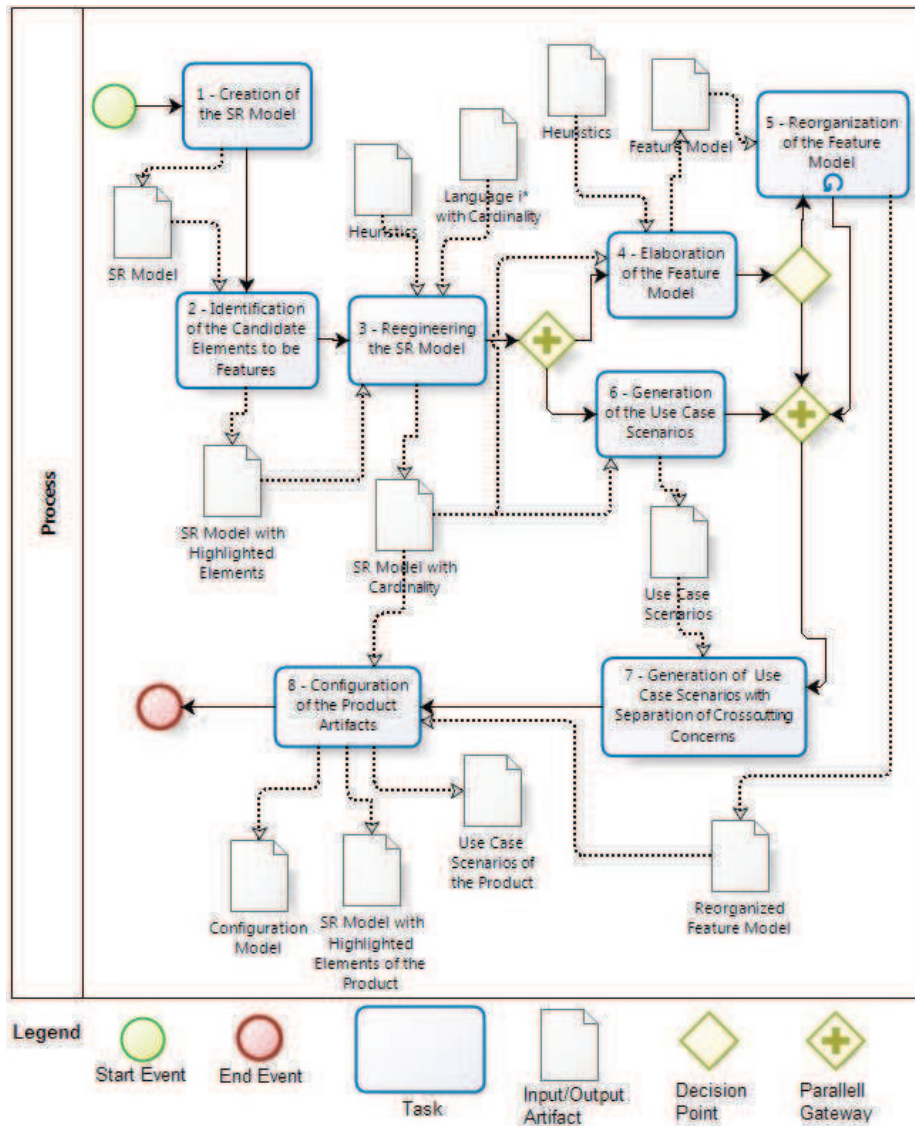 Process
1 - Creation of
the SR Model
SR Model
2 - Identification
of the Candidate
Elements to be
Features
SR Model with
Highlighted
Elements
Heuristics
Language i*
with Cardinality
3 - Reegineering
the SR Model
SR Model with
Cardinality
Heuristics
Feature Model
4 - Elaboration
of the Feature
Model
5 - Reorganization
of the Feature
Model
6 - Generation
of the Use Case
Scenarios
Use Case
Scenarios
7 - Generation of Use
Case Scenarios with
Separation of Crosscutting
Concerns
8 - Configuration
of the Product
Artifacts
Configuration
Model
SR Model with
Highlighted
Elements of the
Product
Use Case
Scenarios of
the Product
Reorganized
Feature Model
Legend
Start Event
End Event
Task
Input/Output
Artifact
Decision
Point
Parallell
Gateway